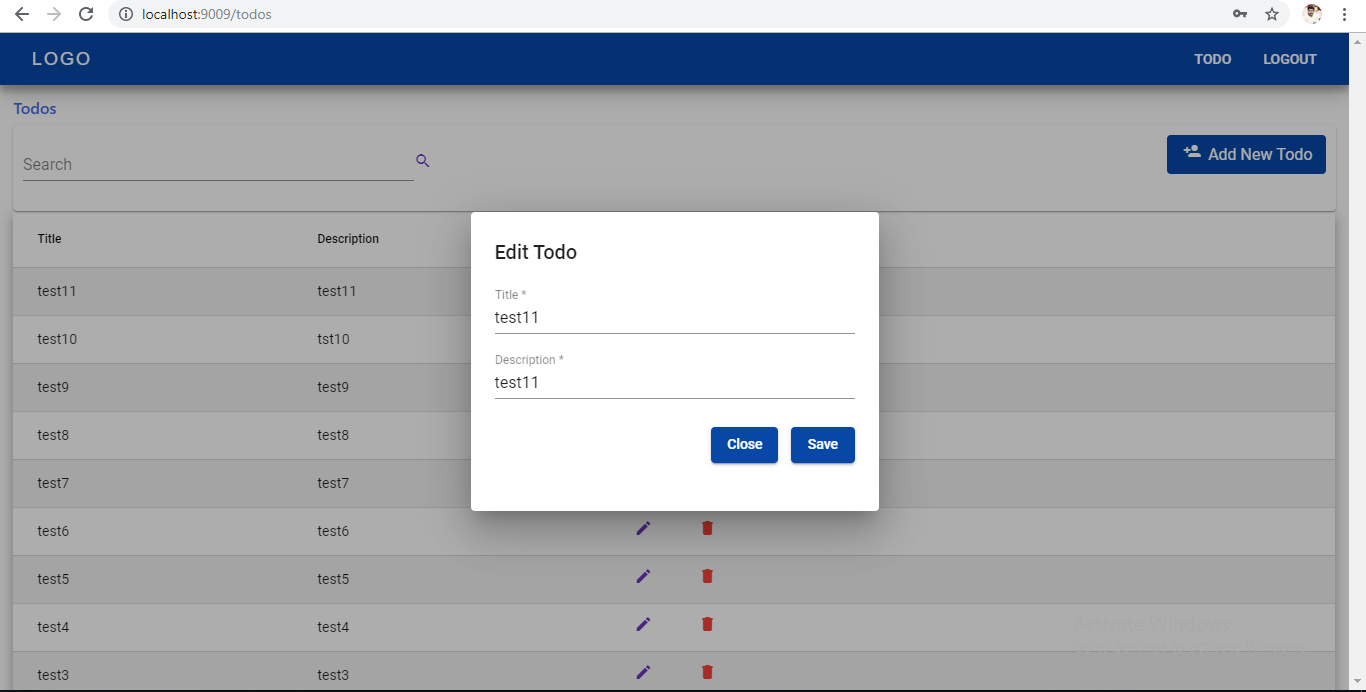 localhost:9009/todos
LOGO TODO LOGOUT
Todos
Search
Add New Todo
Title Description
Edit Todo
test11 test11
Title *
test11
test10 tst10
Description *
test9 test9
test11
test8 test8
Close Save
test7 test7
test6 test6
test5 test5
test4 test4
Activate Windows
test3 test3